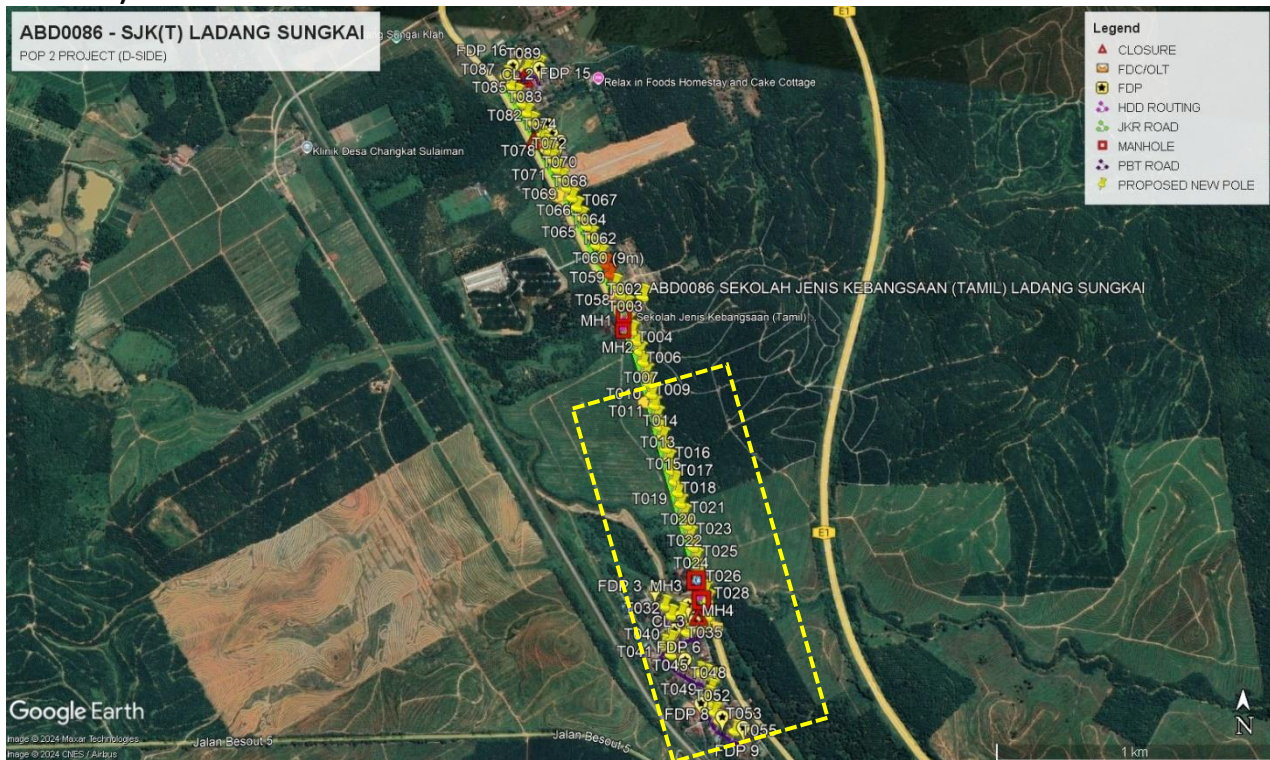 ABD0086 - SJK(T) LADANG SUNGKAI
POP 2 PROJECT (D-SIDE)
Sungai Klah
E1
Legend
CLOSURE
FDC/OLT
FDP
HDD ROUTING
JKR ROAD
MANHOLE
PBT ROAD
PROPOSED NEW POLE
FDP 16
T089
T087
CL 2
FDP 15
Relax in Foods Homestay and Cake Cottage
T085
T083
T082
T074
T072
T078
Klinik Desa Changkat Sulaiman
T070
T071
T068
T069
T067
T066
T064
T065
T062
T060 (9m)
T059
T002
ABD0086 SEKOLAH JENIS KEBANGSAAN (TAMIL) LADANG SUNGKAI
T058
T003
MH1
Sekolah Jenis Kebangsaan (Tamil)...
T004
MH2
T006
T007
T009
T010
T011
T014
T013
T016
T015
T017
T018
T019
T021
T020
T023
E1
T022
T025
T024
T026
FDP 3
MH3
T028
T032
MH4
CL 3
T040
T035
T041
FDP 6
T045
T048
T049
T052
FDP 8
T053
T055
FDP 9
Google Earth
Image © 2024 Maxar Technologies
Image © 2024 CNES / Airbus
Jalan Besout 5
Jalan Besout 5
N
1 km